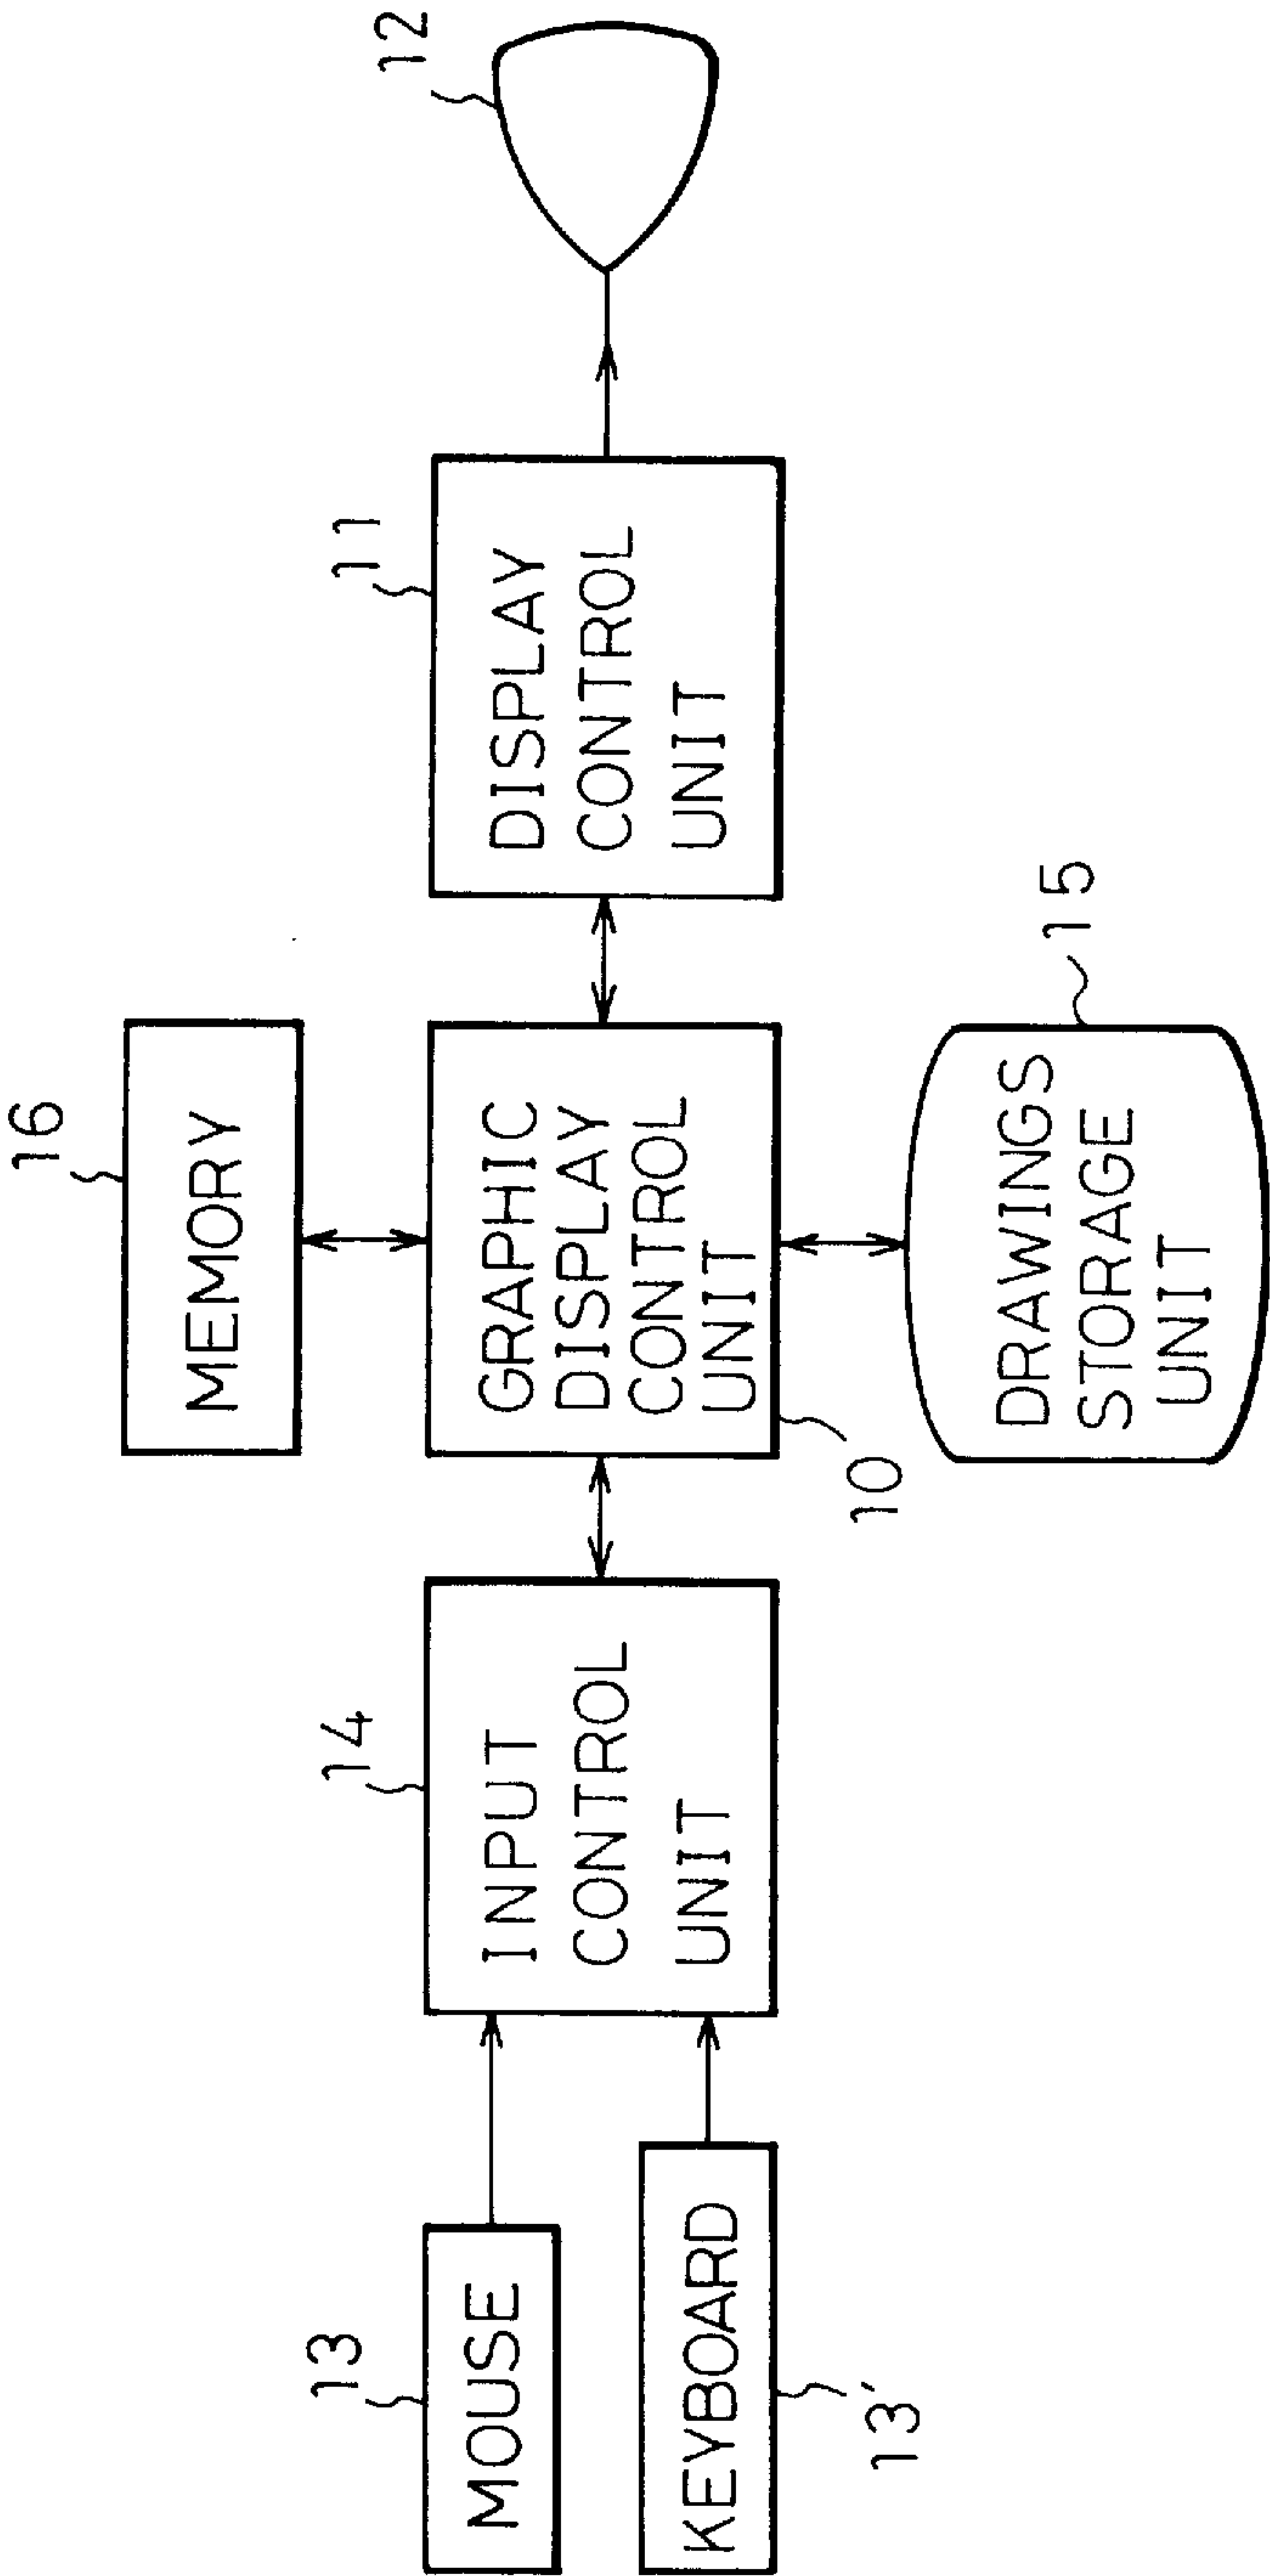 16
MEMORY
13
MOUSE
14
INPUT
CONTROL
UNIT
GRAPHIC
DISPLAY
CONTROL
UNIT
10
11
DISPLAY
CONTROL
UNIT
12
KEYBOARD
13'
DRAWINGS
STORAGE
UNIT
15